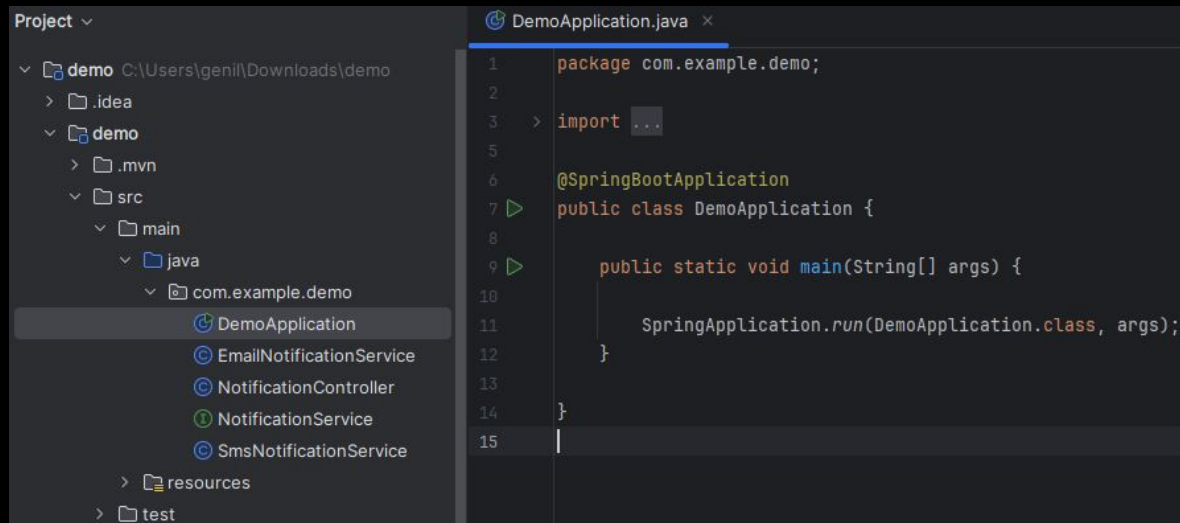 Project
demo C:\Users\genil\Downloads\demo
.idea
demo
.mvn
src
main
java
com.example.demo
DemoApplication
EmailNotificationService
NotificationController
NotificationService
SmsNotificationService
resources
test
DemoApplication.java
1 package com.example.demo;
2
3 import ...
5
6 @SpringBootApplication
7 public class DemoApplication {
8
9 public static void main(String[] args) {
10
11 SpringApplication.run(DemoApplication.class, args);
12 }
13
14 }
15